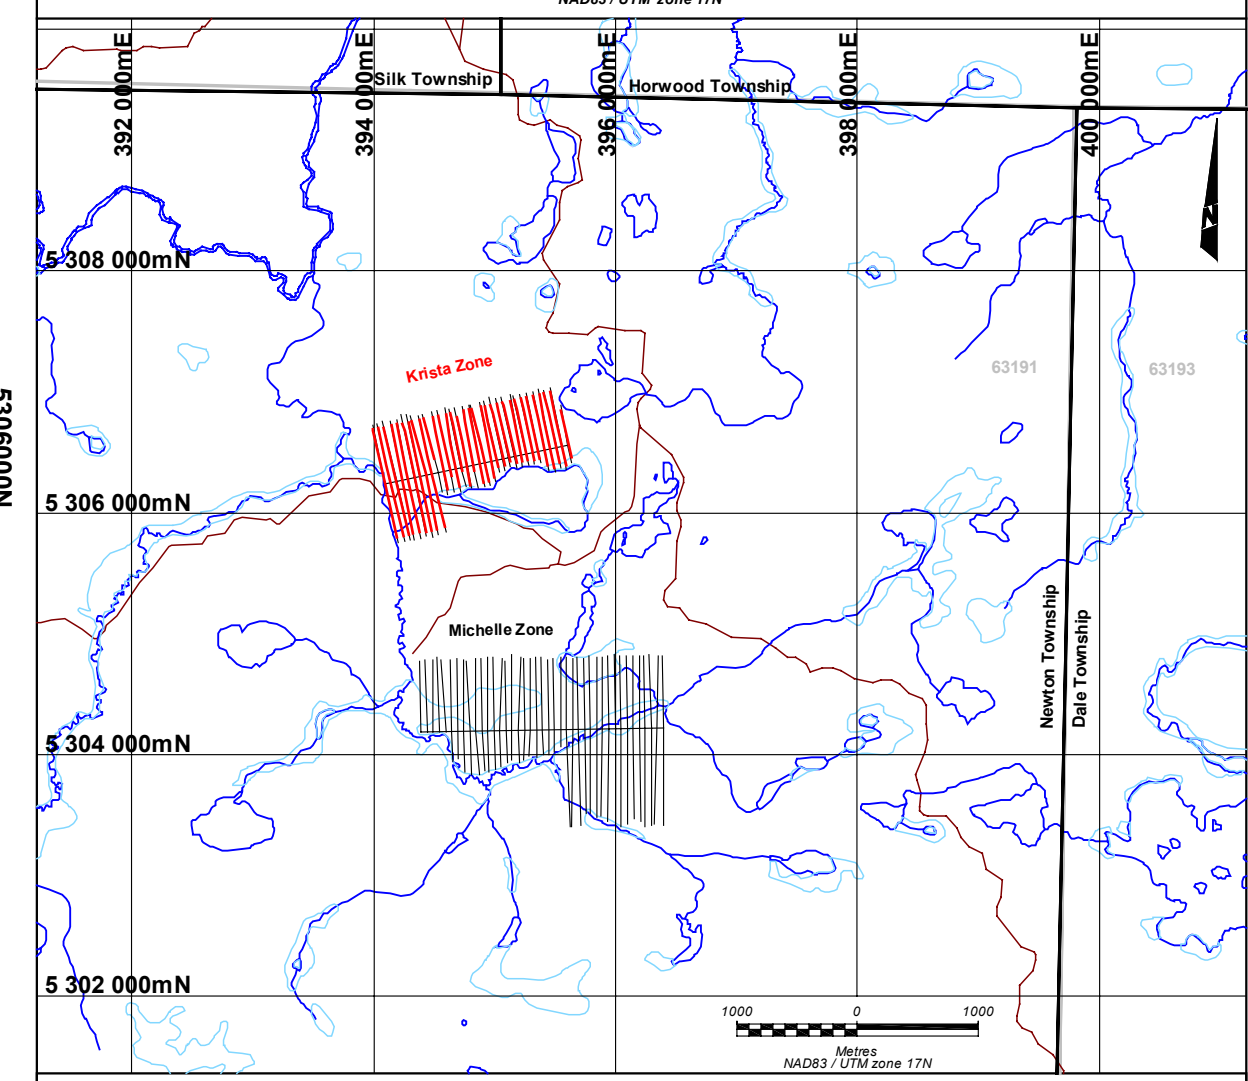 NAD83 / UTM zone 17N
392 000mE
394 000mE
396 000mE
398 000mE
400 000mE
Silk Township
Horwood Township
N
5 308 000mN
Krista Zone
63191
63193
5306000N
5 306 000mN
Michelle Zone
Newton Township
Dale Township
5 304 000mN
5 302 000mN
1000 0 1000
Metres
NAD83 / UTM zone 17N